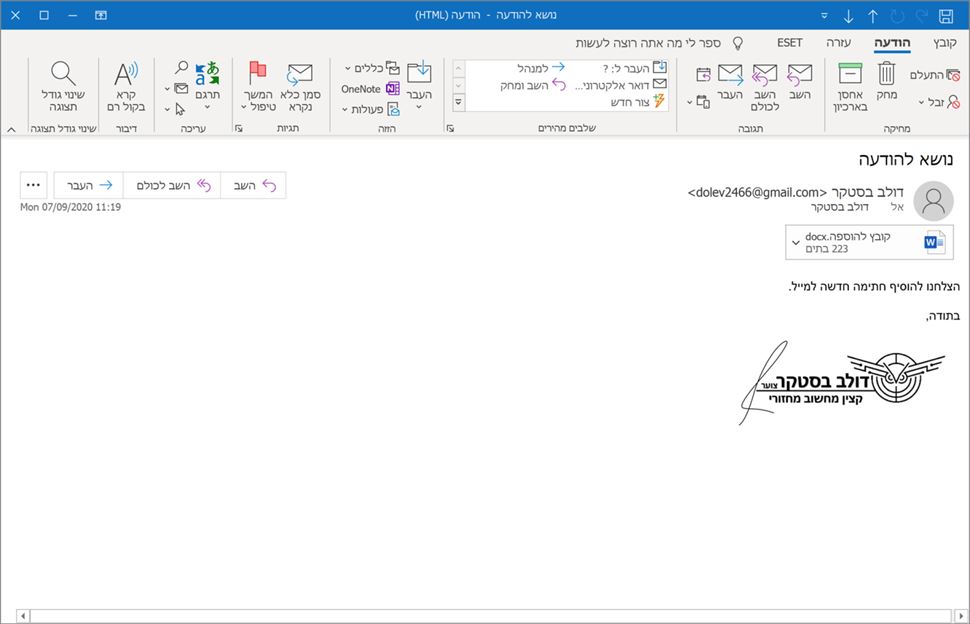 נושא להודעה - הודעה (HTML)
קובץ הודעה עזרה ESET ספר לי מה אתה רוצה לעשות
התעלם
זבל
מחק
אחסן בארכיון
מחיקה
השב
השב לכולם
העבר
תגובה
העבר ל: ?
דואר אלקטרוני...
צור חדש
למנהל
השב ומחק
שלבים מהירים
העבר
כללים
OneNote
פעולות
הזזה
סמן כלא נקרא
המשך טיפול
תגיות
תרגם
עריכה
קרא בקול רם
דיבור
שינוי גודל תצוגה
שינוי גודל תצוגה
נושא להודעה
דולב בסטקר <dolev2466@gmail.com>
אל דולב בסטקר
השב השב לכולם העבר
Mon 07/09/2020 11:19
קובץ להוספה.docx
223 בתים
הצלחנו להוסיף חתימה חדשה למייל.
בתודה,
דולב בסטקר צוער
קצין מחשוב מחזורי